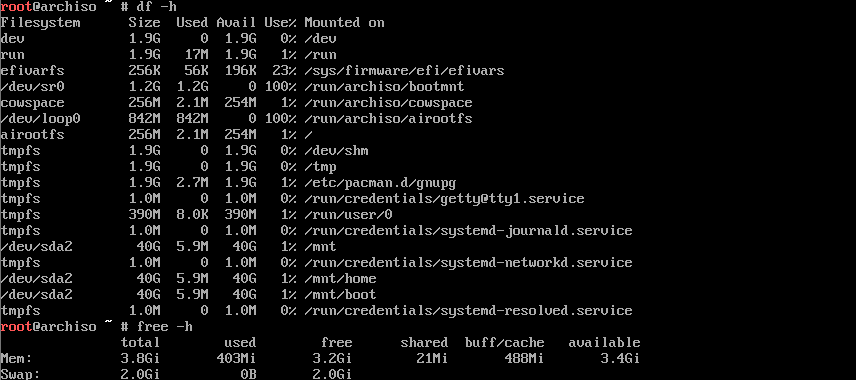 root@archiso ~ # df -h
Filesystem      Size  Used Avail Use% Mounted on
dev             1.9G     0  1.9G   0% /dev
run             1.9G   17M  1.9G   1% /run
efivarfs        256K   56K  196K  23% /sys/firmware/efi/efivars
/dev/sr0        1.2G  1.2G     0 100% /run/archiso/bootmnt
cowspace        256M  2.1M  254M   1% /run/archiso/cowspace
/dev/loop0      842M  842M     0 100% /run/archiso/airootfs
airootfs        256M  2.1M  254M   1% /
tmpfs           1.9G     0  1.9G   0% /dev/shm
tmpfs           1.9G     0  1.9G   0% /tmp
tmpfs           1.9G  2.7M  1.9G   1% /etc/pacman.d/gnupg
tmpfs           1.0M     0  1.0M   0% /run/credentials/getty@tty1.service
tmpfs           390M  8.0K  390M   1% /run/user/0
tmpfs           1.0M     0  1.0M   0% /run/credentials/systemd-journald.service
/dev/sda2        40G  5.9M   40G   1% /mnt
tmpfs           1.0M     0  1.0M   0% /run/credentials/systemd-networkd.service
/dev/sda2        40G  5.9M   40G   1% /mnt/home
/dev/sda2        40G  5.9M   40G   1% /mnt/boot
tmpfs           1.0M     0  1.0M   0% /run/credentials/systemd-resolved.service
root@archiso ~ # free -h
               total        used        free      shared  buff/cache   available
Mem:           3.8Gi       403Mi       3.2Gi        21Mi       488Mi       3.4Gi
Swap:          2.0Gi          0B       2.0Gi